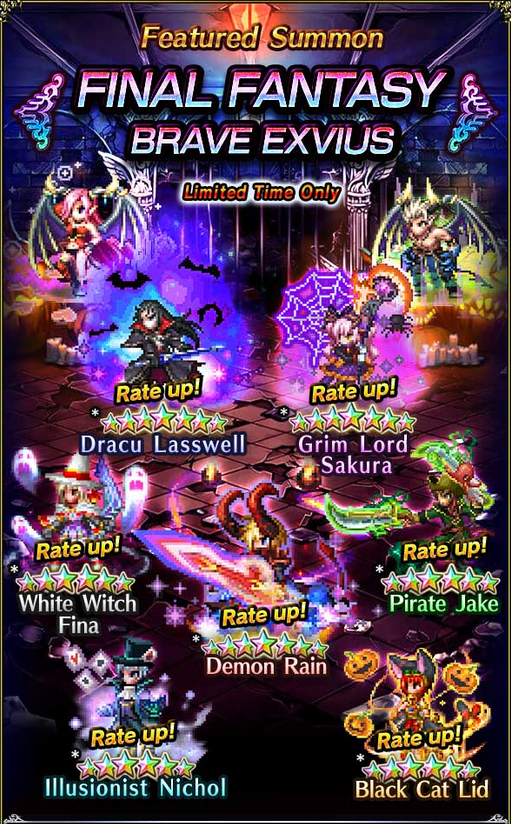 Featured Summon
FINAL FANTASY
BRAVE EXVIUS
Limited Time Only
Rate up!
*
Dracu Lasswell
Rate up!
*
Grim Lord
Sakura
Rate up!
*
White Witch
Fina
Rate up!
*
Demon Rain
Rate up!
*
Pirate Jake
Rate up!
*
Illusionist Nichol
Rate up!
*
Black Cat Lid